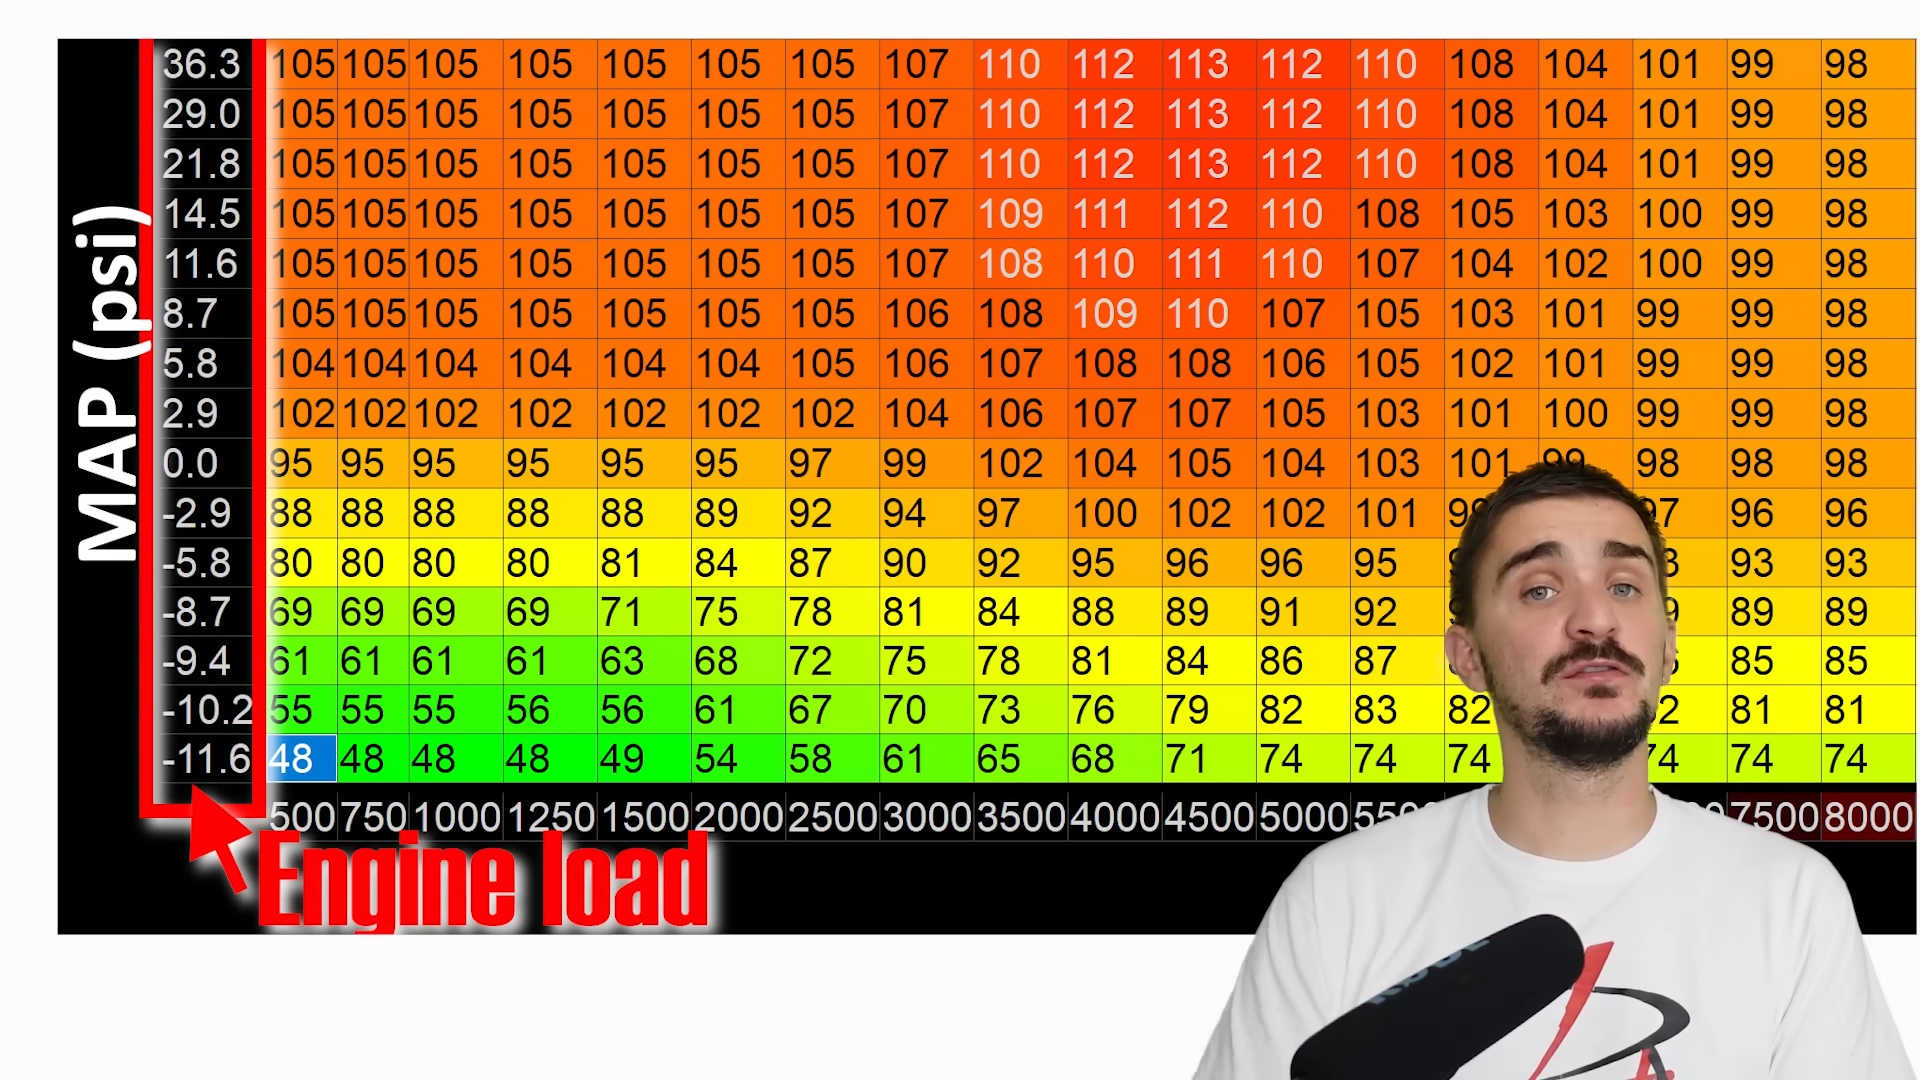 MAP (psi)
36.3 105 105 105 105 105 105 105 107 110 112 113 112 110 108 104 101 99 98
29.0 105 105 105 105 105 105 105 107 110 112 113 112 110 108 104 101 99 98
21.8 105 105 105 105 105 105 105 107 110 112 113 112 110 108 104 101 99 98
14.5 105 105 105 105 105 105 105 107 109 111 112 110 108 105 103 100 99 98
11.6 105 105 105 105 105 105 105 107 108 110 111 110 107 104 102 100 99 98
8.7 105 105 105 105 105 105 105 106 108 109 110 107 105 103 101 99 99 98
5.8 104 104 104 104 104 104 105 106 107 108 108 106 105 102 101 99 99 98
2.9 102 102 102 102 102 102 102 104 106 107 107 105 103 101 100 99 99 98
0.0 95 95 95 95 95 95 97 99 102 104 105 104 103 101 99 98 98 98
-2.9 88 88 88 88 88 89 92 94 97 100 102 102 101 97 96 96
-5.8 80 80 80 80 81 84 87 90 92 95 96 96 95 93 93
-8.7 69 69 69 69 71 75 78 81 84 88 89 91 92 89 89
-9.4 61 61 61 61 63 68 72 75 78 81 84 86 87 85 85
-10.2 55 55 55 56 56 61 67 70 73 76 79 82 83 82 81 81
-11.6 48 48 48 48 49 54 58 61 65 68 71 74 74 74 74 74 74
500 750 1000 1250 1500 2000 2500 3000 3500 4000 4500 5000 7500 8000
Engine load